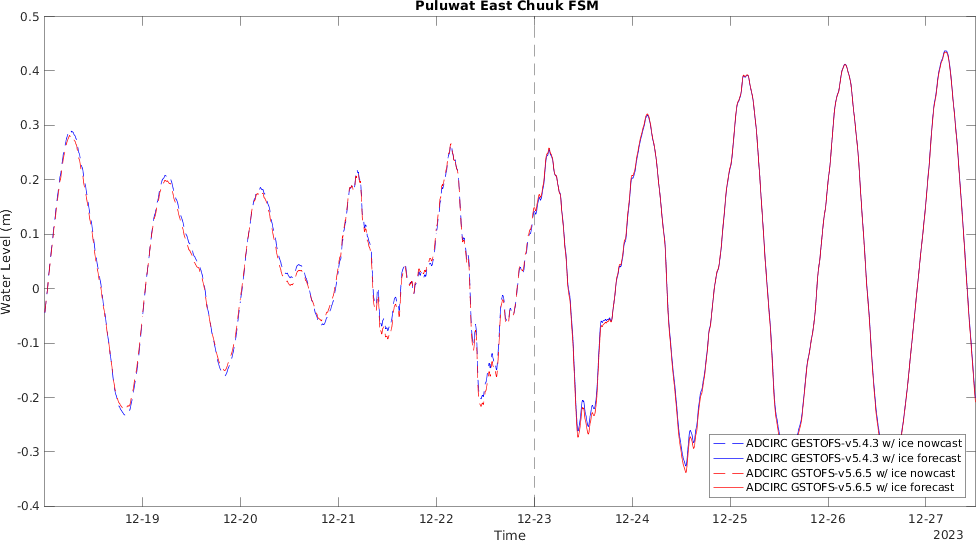 Puluwat East Chuuk FSM
0.5
0.4
0.3
0.2
0.1
0
-0.1
-0.2
-0.3
-0.4
Water Level (m)
ADCIRC GESTOFS-v5.4.3 w/ ice nowcast
ADCIRC GESTOFS-v5.4.3 w/ ice forecast
ADCIRC GSTOFS-v5.6.5 w/ ice nowcast
ADCIRC GSTOFS-v5.6.5 w/ ice forecast
12-19 12-20 12-21 12-22 12-23 12-24 12-25 12-26 12-27
Time
2023